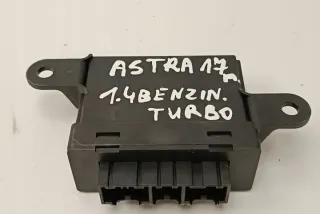 ASTRA 17
m.
1.4 BENZIN.
TURBO